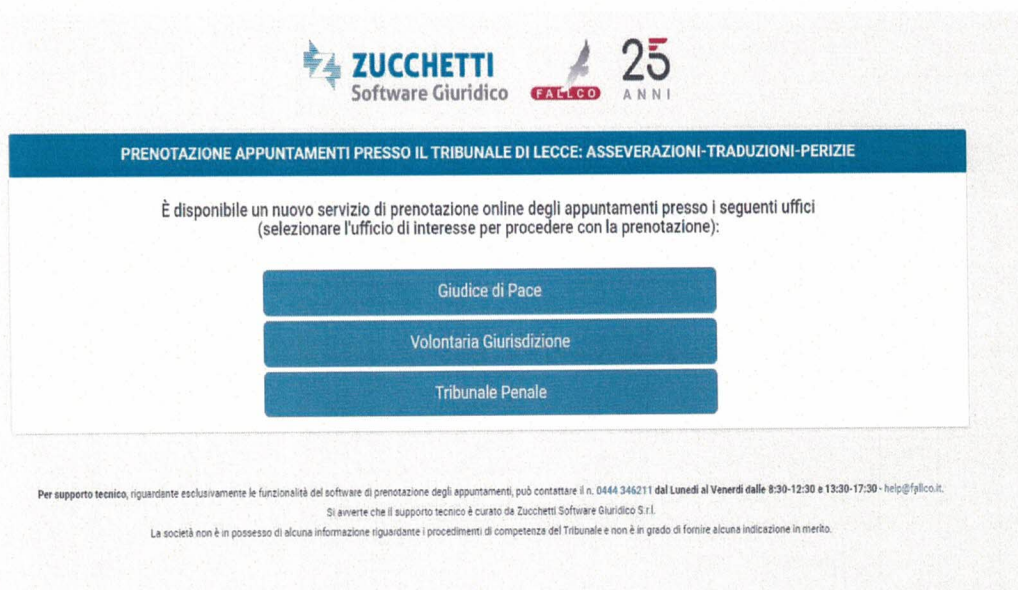 ZUCCHETTI
Software Giuridico
FALLCO
25
ANNI
PRENOTAZIONE APPUNTAMENTI PRESSO IL TRIBUNALE DI LECCE: ASSEVERAZIONI-TRADUZIONI-PERIZIE
È disponibile un nuovo servizio di prenotazione online degli appuntamenti presso i seguenti uffici
(selezionare l'ufficio di interesse per procedere con la prenotazione):
Giudice di Pace
Volontaria Giurisdizione
Tribunale Penale
Per supporto tecnico, riguardante esclusivamente le funzionalità del software di prenotazione degli appuntamenti, può contattare il n. 0444 346211 dal Lunedì al Venerdì dalle 8:30-12:30 e 13:30-17:30 - help@fallco.it.
Si avverte che il supporto tecnico è curato da Zucchetti Software Giuridico S.r.l.
La società non è in possesso di alcuna informazione riguardante i procedimenti di competenza del Tribunale e non è in grado di fornire alcuna indicazione in merito.